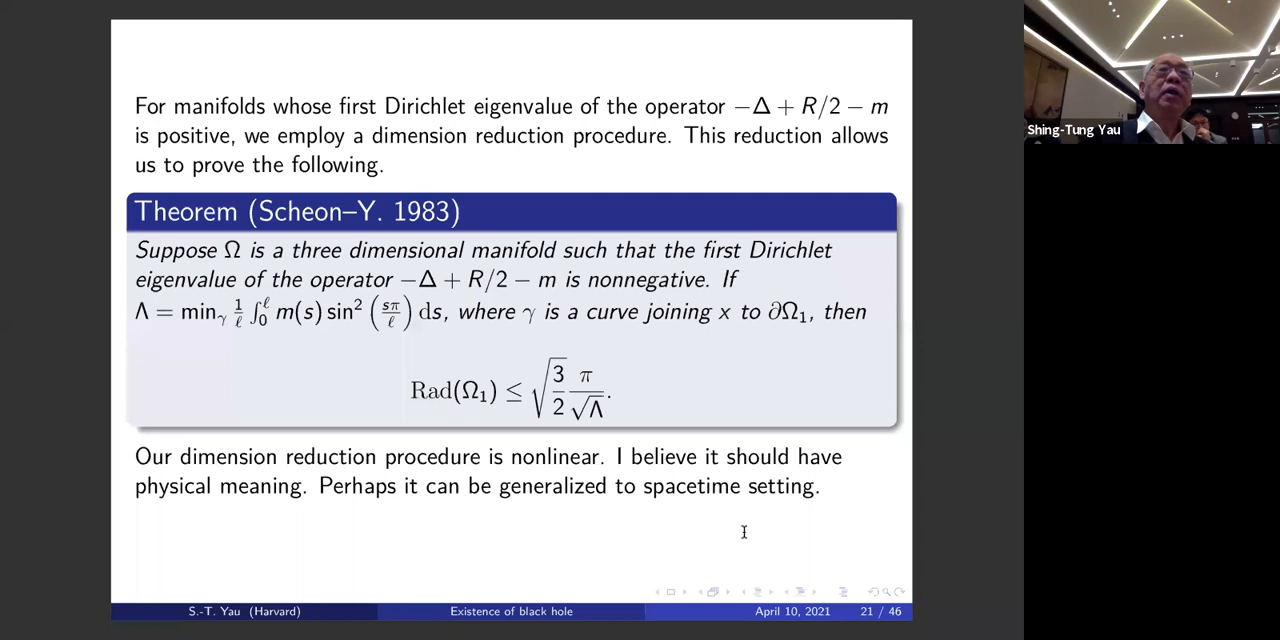 For manifolds whose first Dirichlet eigenvalue of the operator −Δ + R/2 − m
is positive, we employ a dimension reduction procedure. This reduction allows
us to prove the following.
Theorem (Scheon–Y. 1983)
Suppose Ω is a three dimensional manifold such that the first Dirichlet
eigenvalue of the operator −Δ + R/2 − m is nonnegative. If
Λ = min_γ 1/ℓ ∫_0^ℓ m(s) sin² (sπ/ℓ) ds, where γ is a curve joining x to ∂Ω₁, then
Rad(Ω₁) ≤ √(3/2) π/√Λ.
Our dimension reduction procedure is nonlinear. I believe it should have
physical meaning. Perhaps it can be generalized to spacetime setting.
S.-T. Yau (Harvard) Existence of black hole April 10, 2021 21 / 46
Shing-Tung Yau